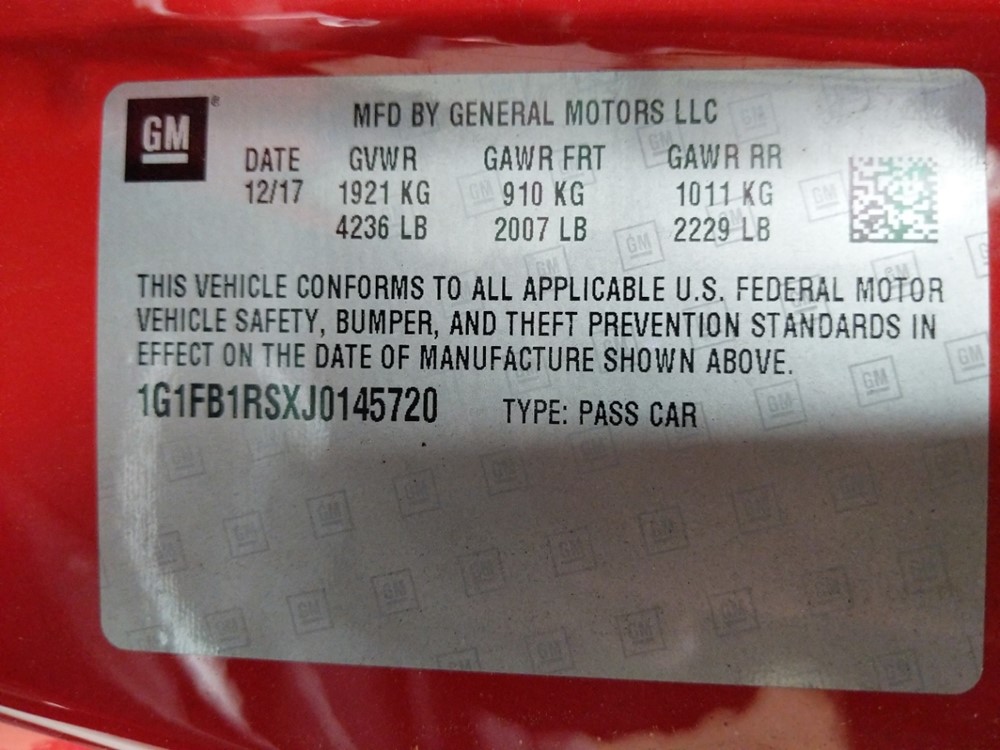 GM ®
MFD BY GENERAL MOTORS LLC
DATE GVWR GAWR FRT GAWR RR
12/17 1921 KG 910 KG 1011 KG
4236 LB 2007 LB 2229 LB
THIS VEHICLE CONFORMS TO ALL APPLICABLE U.S. FEDERAL MOTOR
VEHICLE SAFETY, BUMPER, AND THEFT PREVENTION STANDARDS IN
EFFECT ON THE DATE OF MANUFACTURE SHOWN ABOVE.
1G1FB1RSXJ0145720 TYPE: PASS CAR